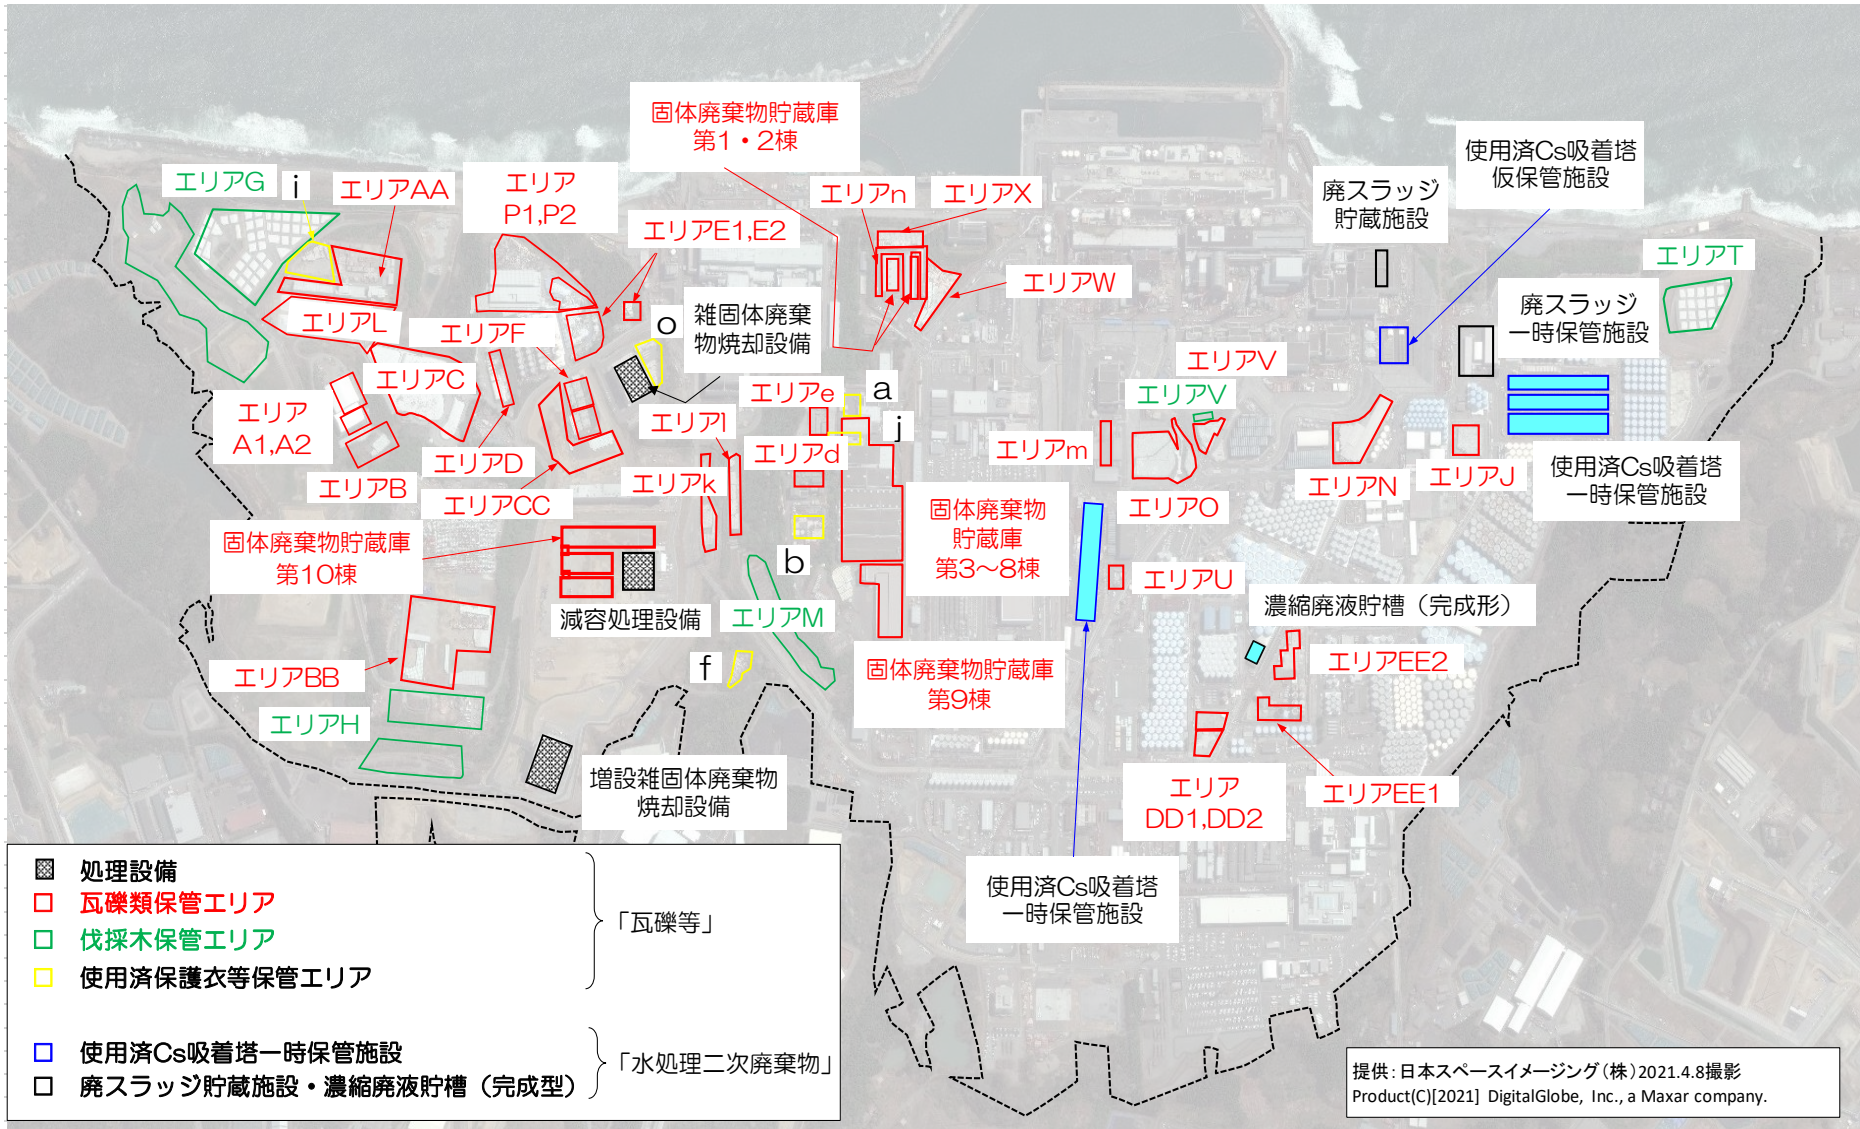 固体廃棄物貯蔵庫
第1・2棟
使用済Cs吸着塔
仮保管施設
エリアG
i
エリアAA
エリア
P1,P2
エリアn
エリアX
廃スラッジ
貯蔵施設
エリアE1,E2
エリアT
エリアW
エリアL
エリアF
o
雑固体廃棄
物焼却設備
廃スラッジ
一時保管施設
エリアV
エリアC
エリアe
a
エリアV
エリア
A1,A2
エリアl
j
エリアD
エリアd
エリアm
エリアB
エリアk
エリアN
エリアJ
使用済Cs吸着塔
一時保管施設
エリアCC
エリアO
固体廃棄物
貯蔵庫
第3～8棟
固体廃棄物貯蔵庫
第10棟
b
エリアU
減容処理設備
エリアM
濃縮廃液貯槽（完成形）
エリアBB
f
固体廃棄物貯蔵庫
第9棟
エリアEE2
エリアH
増設雑固体廃棄物
焼却設備
エリア
DD1,DD2
エリアEE1
使用済Cs吸着塔
一時保管施設
処理設備
瓦礫類保管エリア
伐採木保管エリア
使用済保護衣等保管エリア
「瓦礫等」
使用済Cs吸着塔一時保管施設
廃スラッジ貯蔵施設・濃縮廃液貯槽（完成型）
「水処理二次廃棄物」
提供：日本スペースイメージング（株）2021.4.8撮影
Product(C)[2021] DigitalGlobe, Inc., a Maxar company.